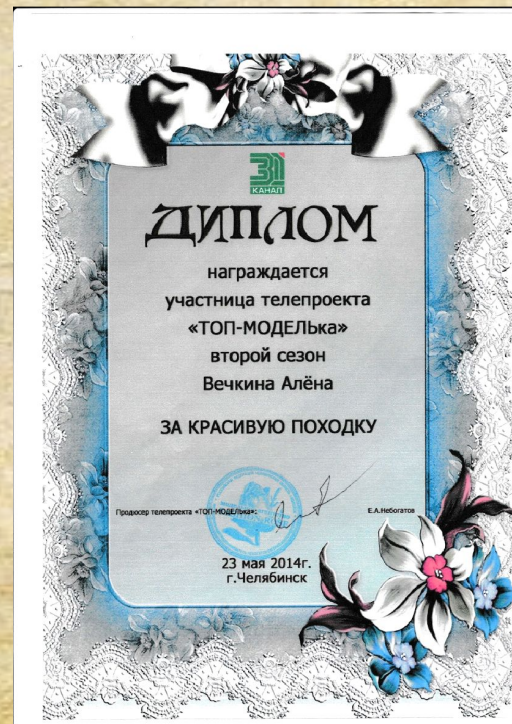 31
КАНАЛ
ДИПЛОМ
награждается
участница телепроекта
«ТОП-МОДЕЛЬка»
второй сезон
Вечкина Алёна
ЗА КРАСИВУЮ ПОХОДКУ
Продюсер телепроекта «ТОП-МОДЕЛЬка»:
Е.А.Небогатов
23 мая 2014г.
г.Челябинск